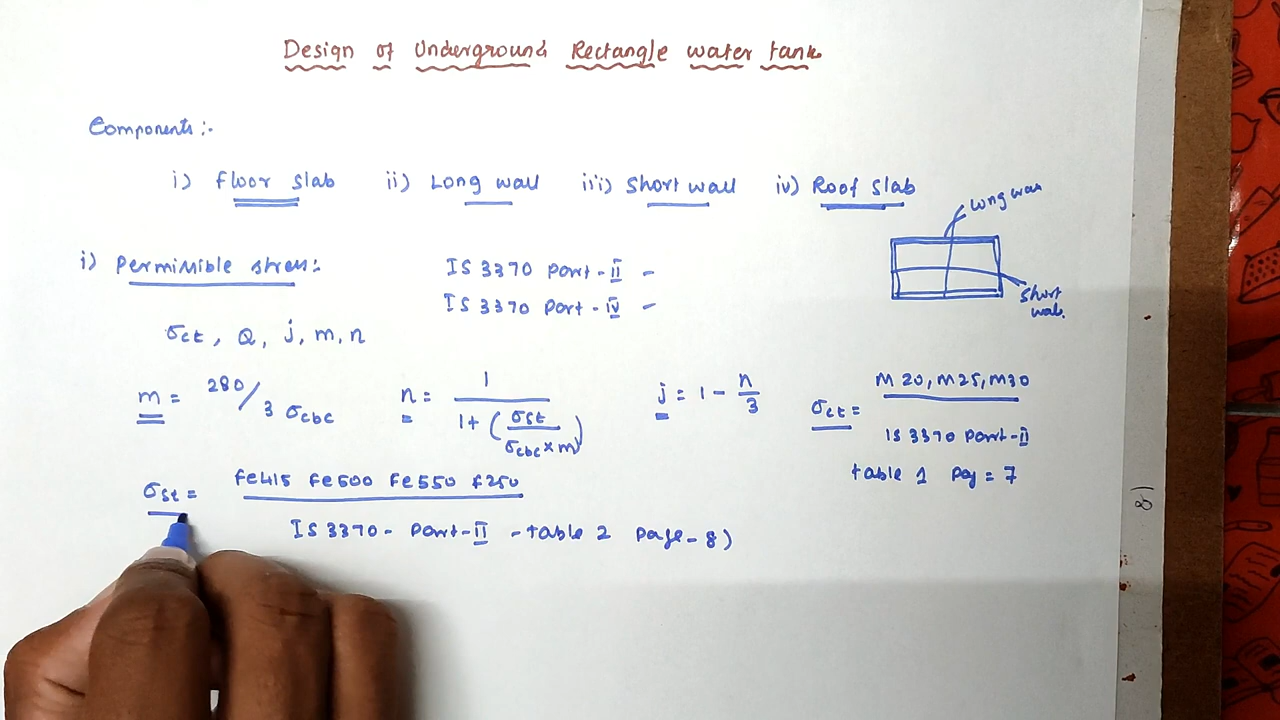 Design of Underground Rectangle water tank
Components :-
i) Floor slab ii) Long wall iii) Short wall iv) Roof slab
Long wall
i) Permissible stress:
IS 3370 Part - II -
IS 3370 Part - IV -
Short wall.
σct, Q, j, m, n
m = 280 / 3 σcbc
n = 1 / 1 + (σst / σcbc × m)
j = 1 - n/3
σct = M20, M25, M30
IS 3370 Part-II
table 1 Pag = 7
σst = Fe415 Fe500 Fe550 f250
IS 3370 - Part-II - table 2 Page - 8)